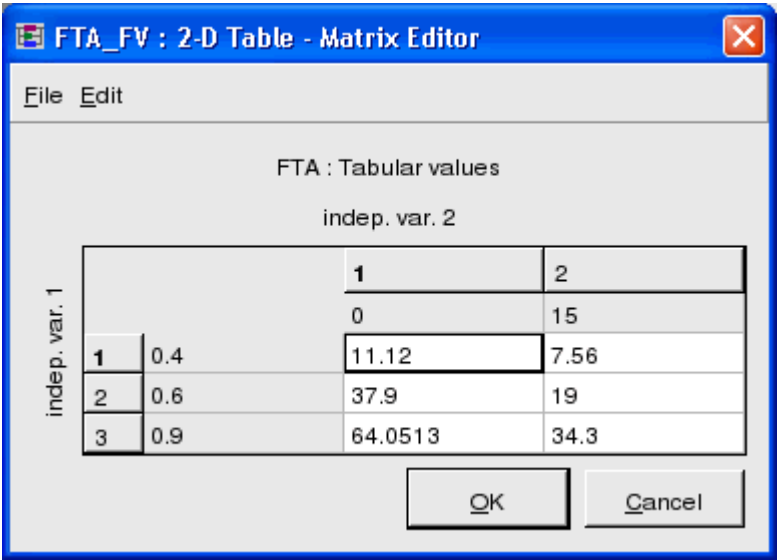 FTA_FV : 2-D Table - Matrix Editor
File Edit
FTA : Tabular values
indep. var. 2
indep. var. 1
1 2
0 15
1 0.4 11.12 7.56
2 0.6 37.9 19
3 0.9 64.0513 34.3
OK Cancel